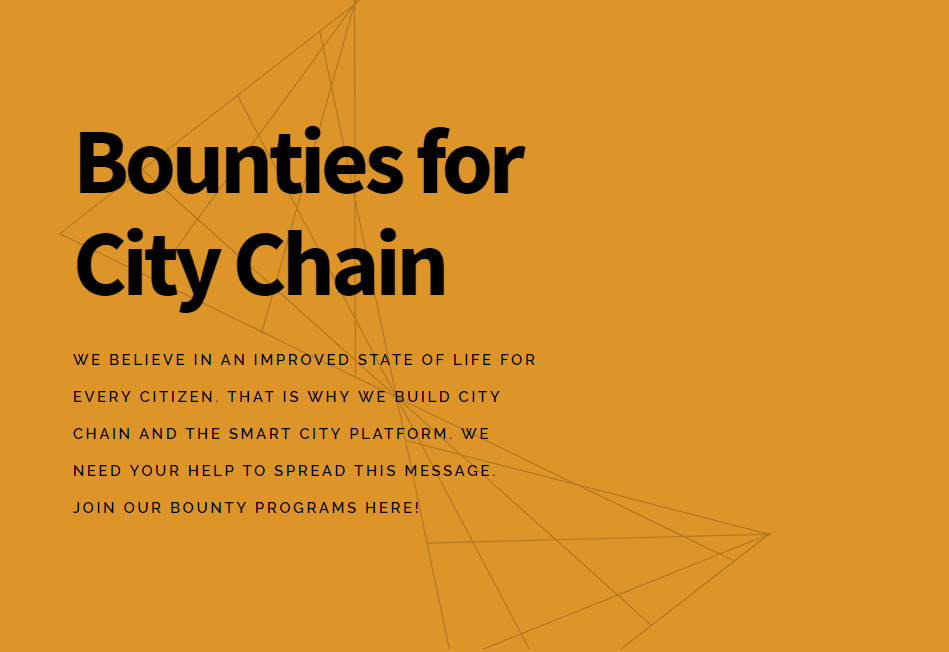 Bounties for
City Chain
WE BELIEVE IN AN IMPROVED STATE OF LIFE FOR
EVERY CITIZEN. THAT IS WHY WE BUILD CITY
CHAIN AND THE SMART CITY PLATFORM. WE
NEED YOUR HELP TO SPREAD THIS MESSAGE.
JOIN OUR BOUNTY PROGRAMS HERE!